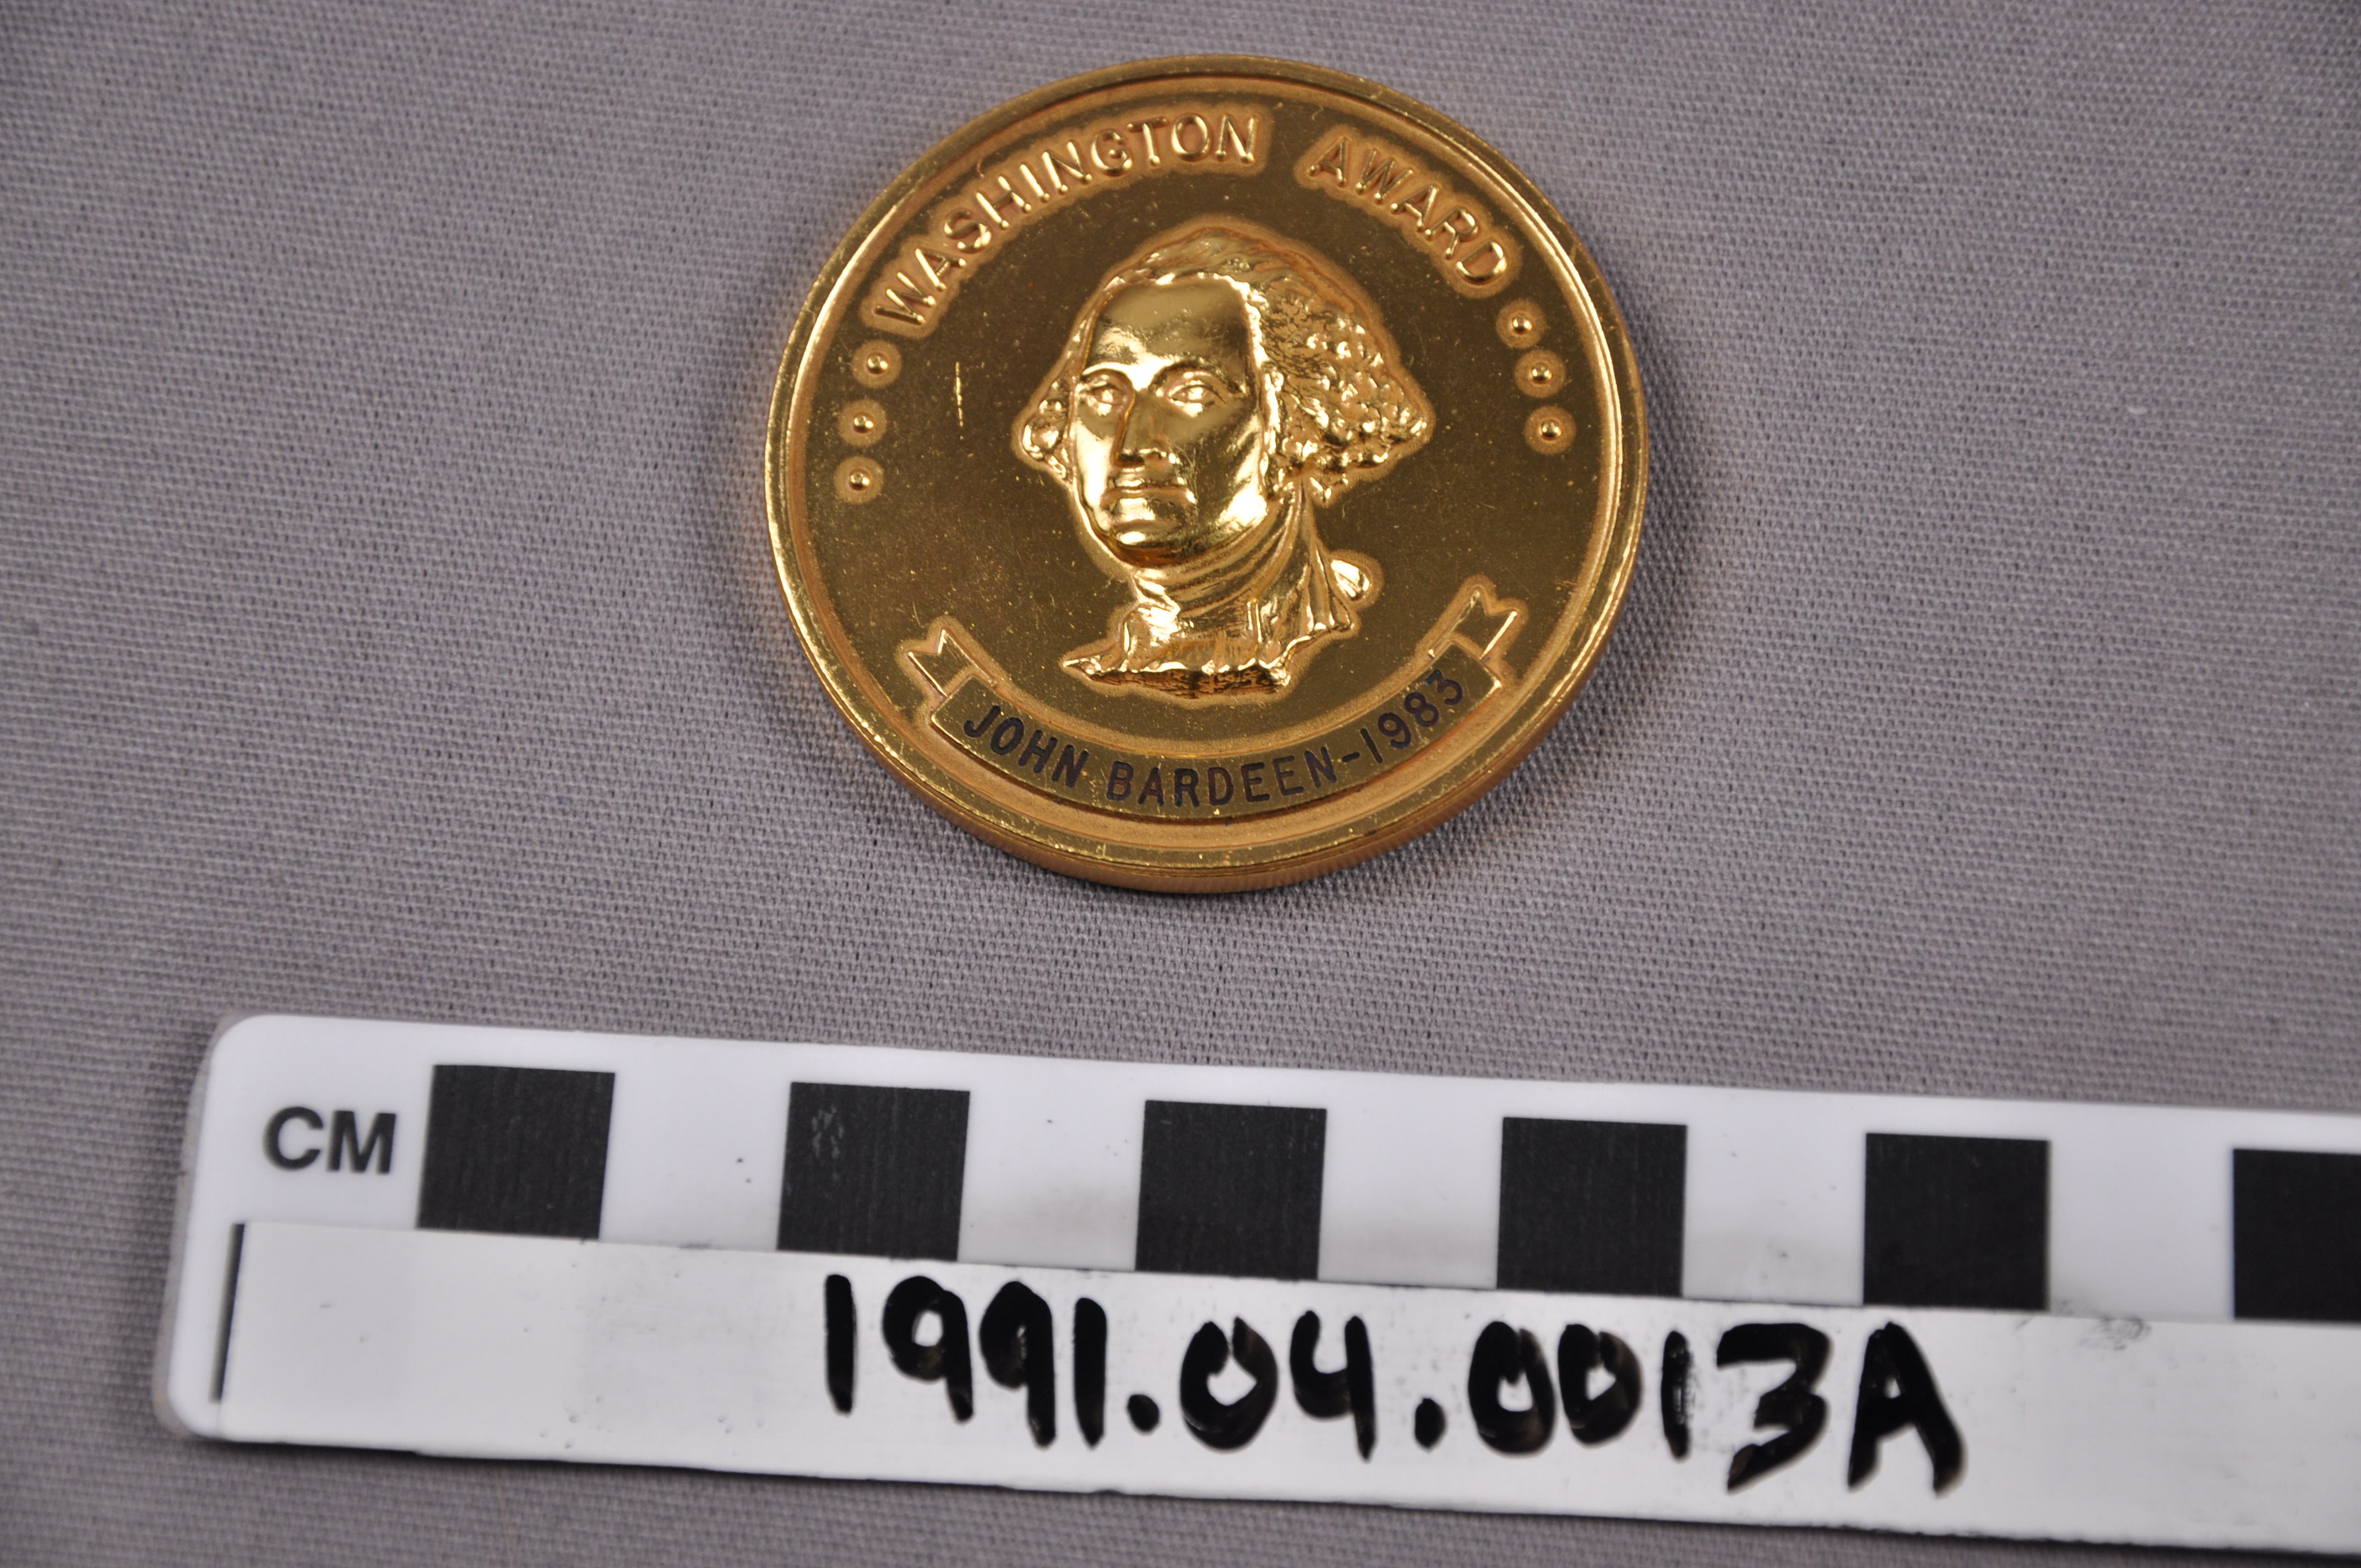 WASHINGTON AWARD
JOHN BARDEEN-1983
CM
1991.04.0013A